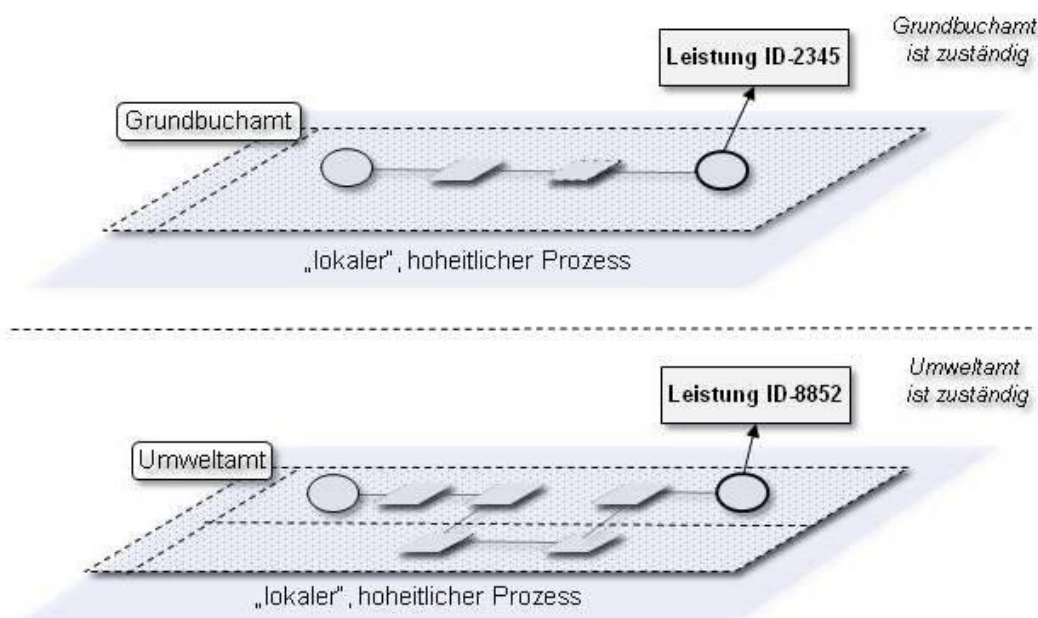 Grundbuchamt
ist zuständig
Leistung ID-2345
Grundbuchamt
„lokaler", hoheitlicher Prozess
Umweltamt
ist zuständig
Leistung ID-8852
Umweltamt
„lokaler", hoheitlicher Prozess